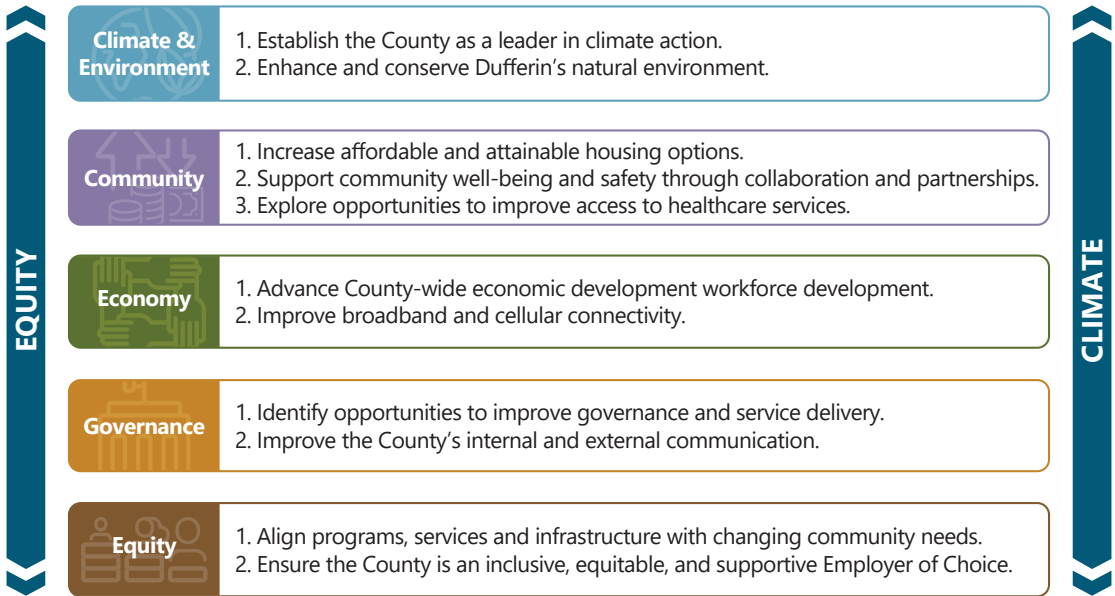 EQUITY
Climate &
Environment
1. Establish the County as a leader in climate action.
2. Enhance and conserve Dufferin’s natural environment.
Community
1. Increase affordable and attainable housing options.
2. Support community well-being and safety through collaboration and partnerships.
3. Explore opportunities to improve access to healthcare services.
Economy
1. Advance County-wide economic development workforce development.
2. Improve broadband and cellular connectivity.
Governance
1. Identify opportunities to improve governance and service delivery.
2. Improve the County’s internal and external communication.
Equity
1. Align programs, services and infrastructure with changing community needs.
2. Ensure the County is an inclusive, equitable, and supportive Employer of Choice.
CLIMATE